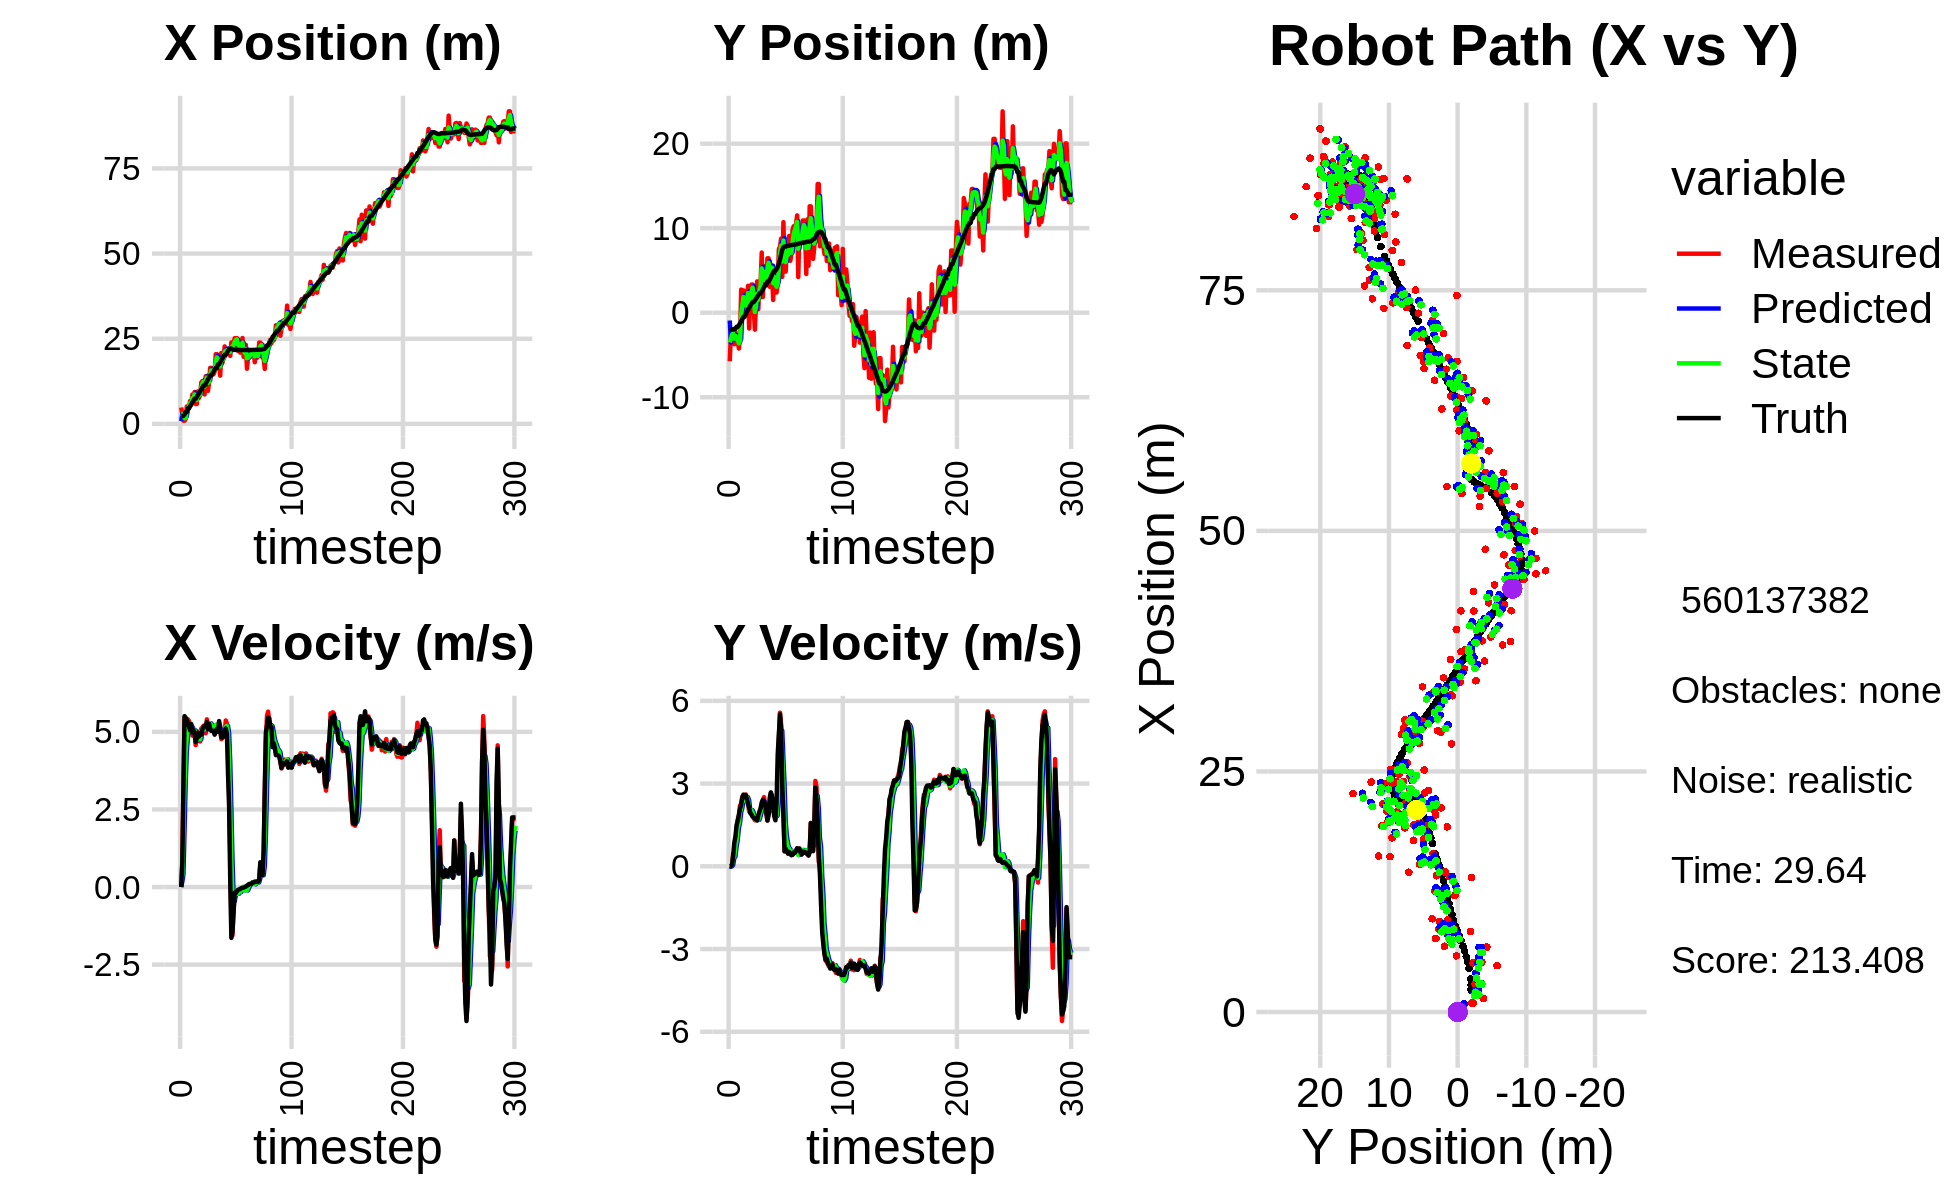 X Position (m)
75
50
25
0
0
100
200
300
timestep
Y Position (m)
20
10
0
-10
0
100
200
300
timestep
X Velocity (m/s)
5.0
2.5
0.0
-2.5
0
100
200
300
timestep
Y Velocity (m/s)
6
3
0
-3
-6
0
100
200
300
timestep
Robot Path (X vs Y)
X Position (m)
75
50
25
0
20 10 0 -10 -20
Y Position (m)
variable
Measured
Predicted
State
Truth
560137382
Obstacles: none
Noise: realistic
Time: 29.64
Score: 213.408